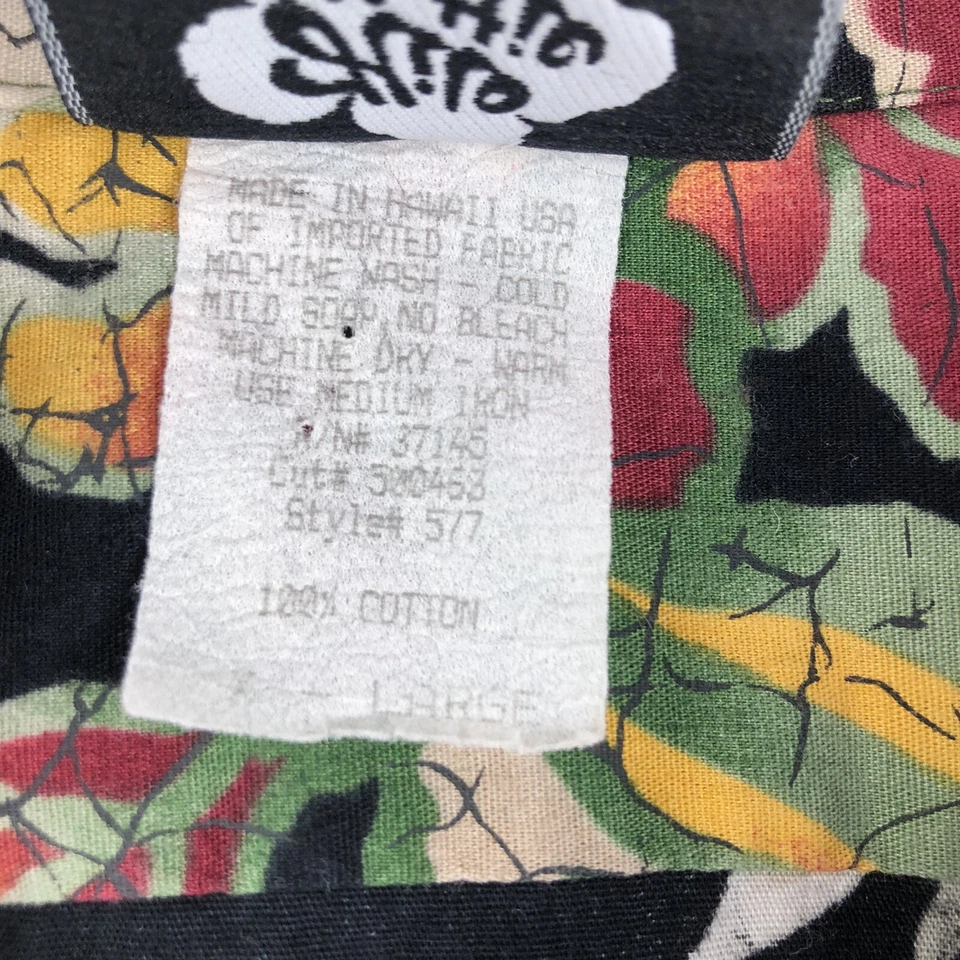 MADE IN HAWAII USA
OF IMPORTED FABRIC
MACHINE WASH - COLD
MILD SOAP NO BLEACH
MACHINE DRY - WARM
USE MEDIUM IRON
R/N# 37145
Cut# 500463
Style# 577
100% COTTON
LARGE